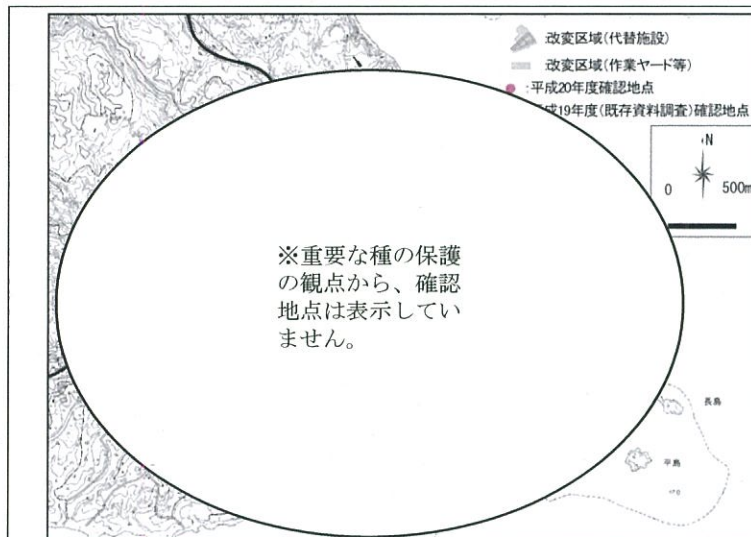 :改変区域(代替施設)
:改変区域(作業ヤード等)
:平成20年度確認地点
成19年度(既存資料調査)確認地点
N
0 500m
※重要な種の保護
の観点から、確認
地点は表示してい
ません。
長島
平島